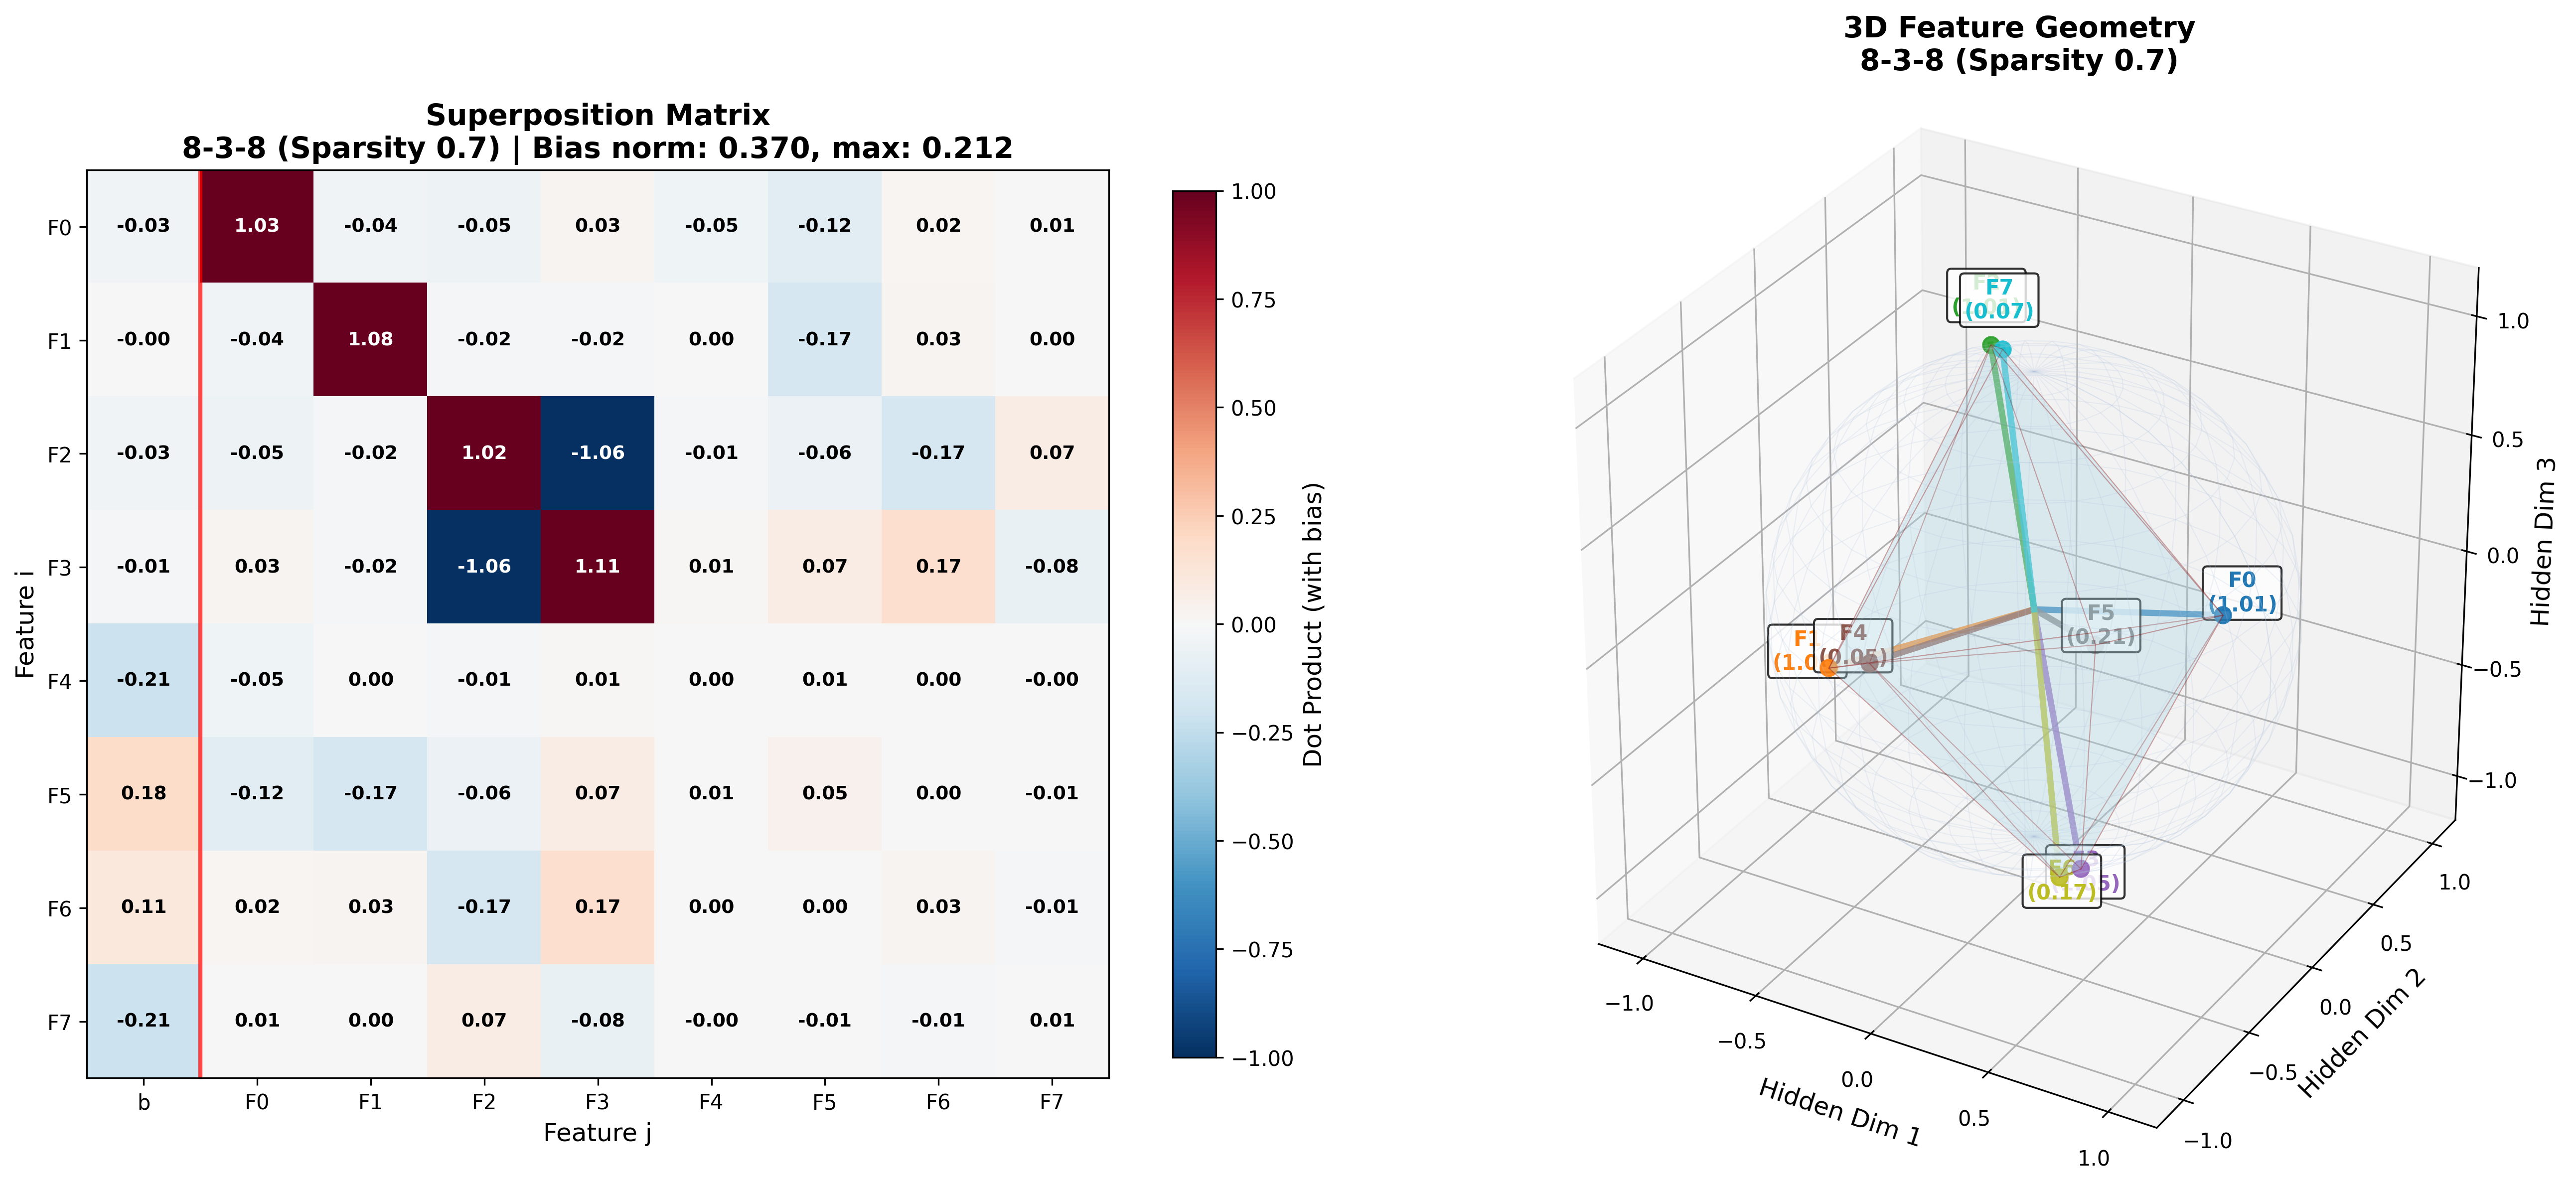 Superposition Matrix
8-3-8 (Sparsity 0.7) | Bias norm: 0.370, max: 0.212
F0 -0.03 1.03 -0.04 -0.05 0.03 -0.05 -0.12 0.02 0.01
F1 -0.00 -0.04 1.08 -0.02 -0.02 0.00 -0.17 0.03 0.00
F2 -0.03 -0.05 -0.02 1.02 -1.06 -0.01 -0.06 -0.17 0.07
F3 -0.01 0.03 -0.02 -1.06 1.11 0.01 0.07 0.17 -0.08
F4 -0.21 -0.05 0.00 -0.01 0.01 0.00 0.01 0.00 -0.00
F5 0.18 -0.12 -0.17 -0.06 0.07 0.01 0.05 0.00 -0.01
F6 0.11 0.02 0.03 -0.17 0.17 0.00 0.00 0.03 -0.01
F7 -0.21 0.01 0.00 0.07 -0.08 -0.00 -0.01 -0.01 0.01
b F0 F1 F2 F3 F4 F5 F6 F7
Feature j
Feature i
1.00
0.75
0.50
0.25
0.00
−0.25
−0.50
−0.75
−1.00
Dot Product (with bias)
3D Feature Geometry
8-3-8 (Sparsity 0.7)
F7
(0.07)
F0
(1.01)
F5
(0.21)
F4
(0.05)
F6
(0.17)
−1.0
−0.5
0.0
0.5
1.0
Hidden Dim 1
−1.0
−0.5
0.0
0.5
1.0
Hidden Dim 2
1.0
0.5
0.0
−0.5
−1.0
Hidden Dim 3